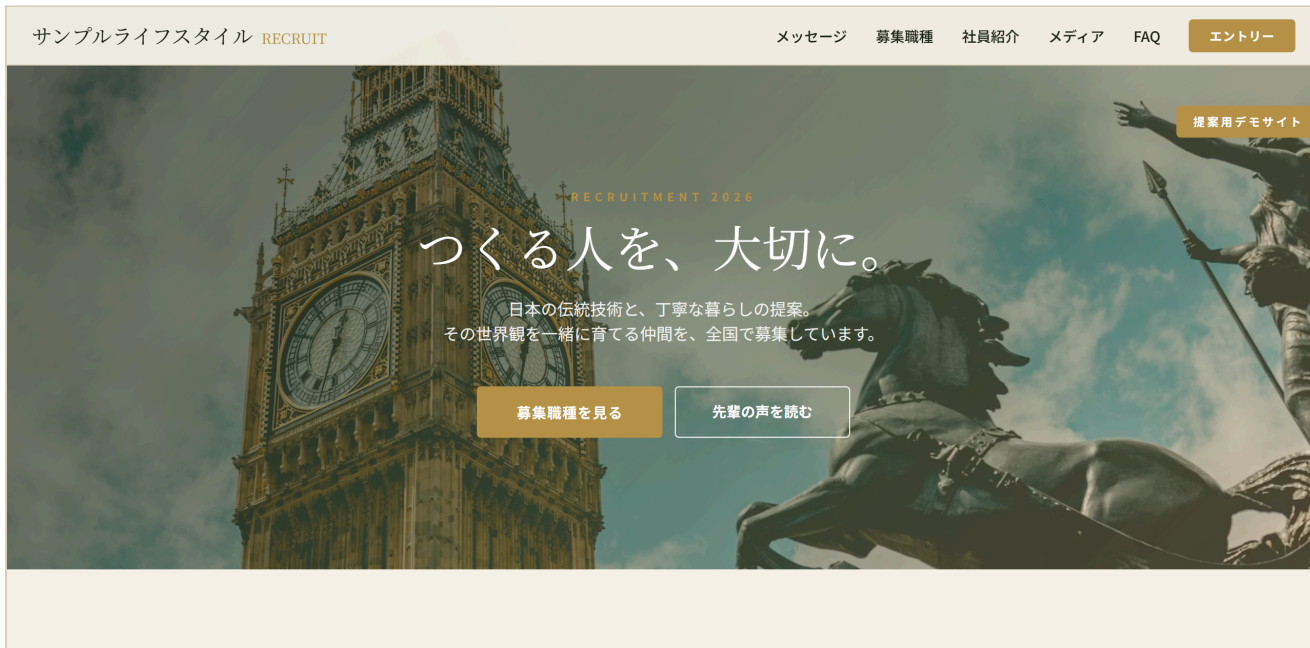 サンプルライフスタイル RECRUIT
メッセージ 募集職種 社員紹介 メディア FAQ エントリー
提案用デモサイト
RECRUITMENT 2026
つくる人を、大切に。
日本の伝統技術と、丁寧な暮らしの提案。
その世界観を一緒に育てる仲間を、全国で募集しています。
募集職種を見る 先輩の声を読む